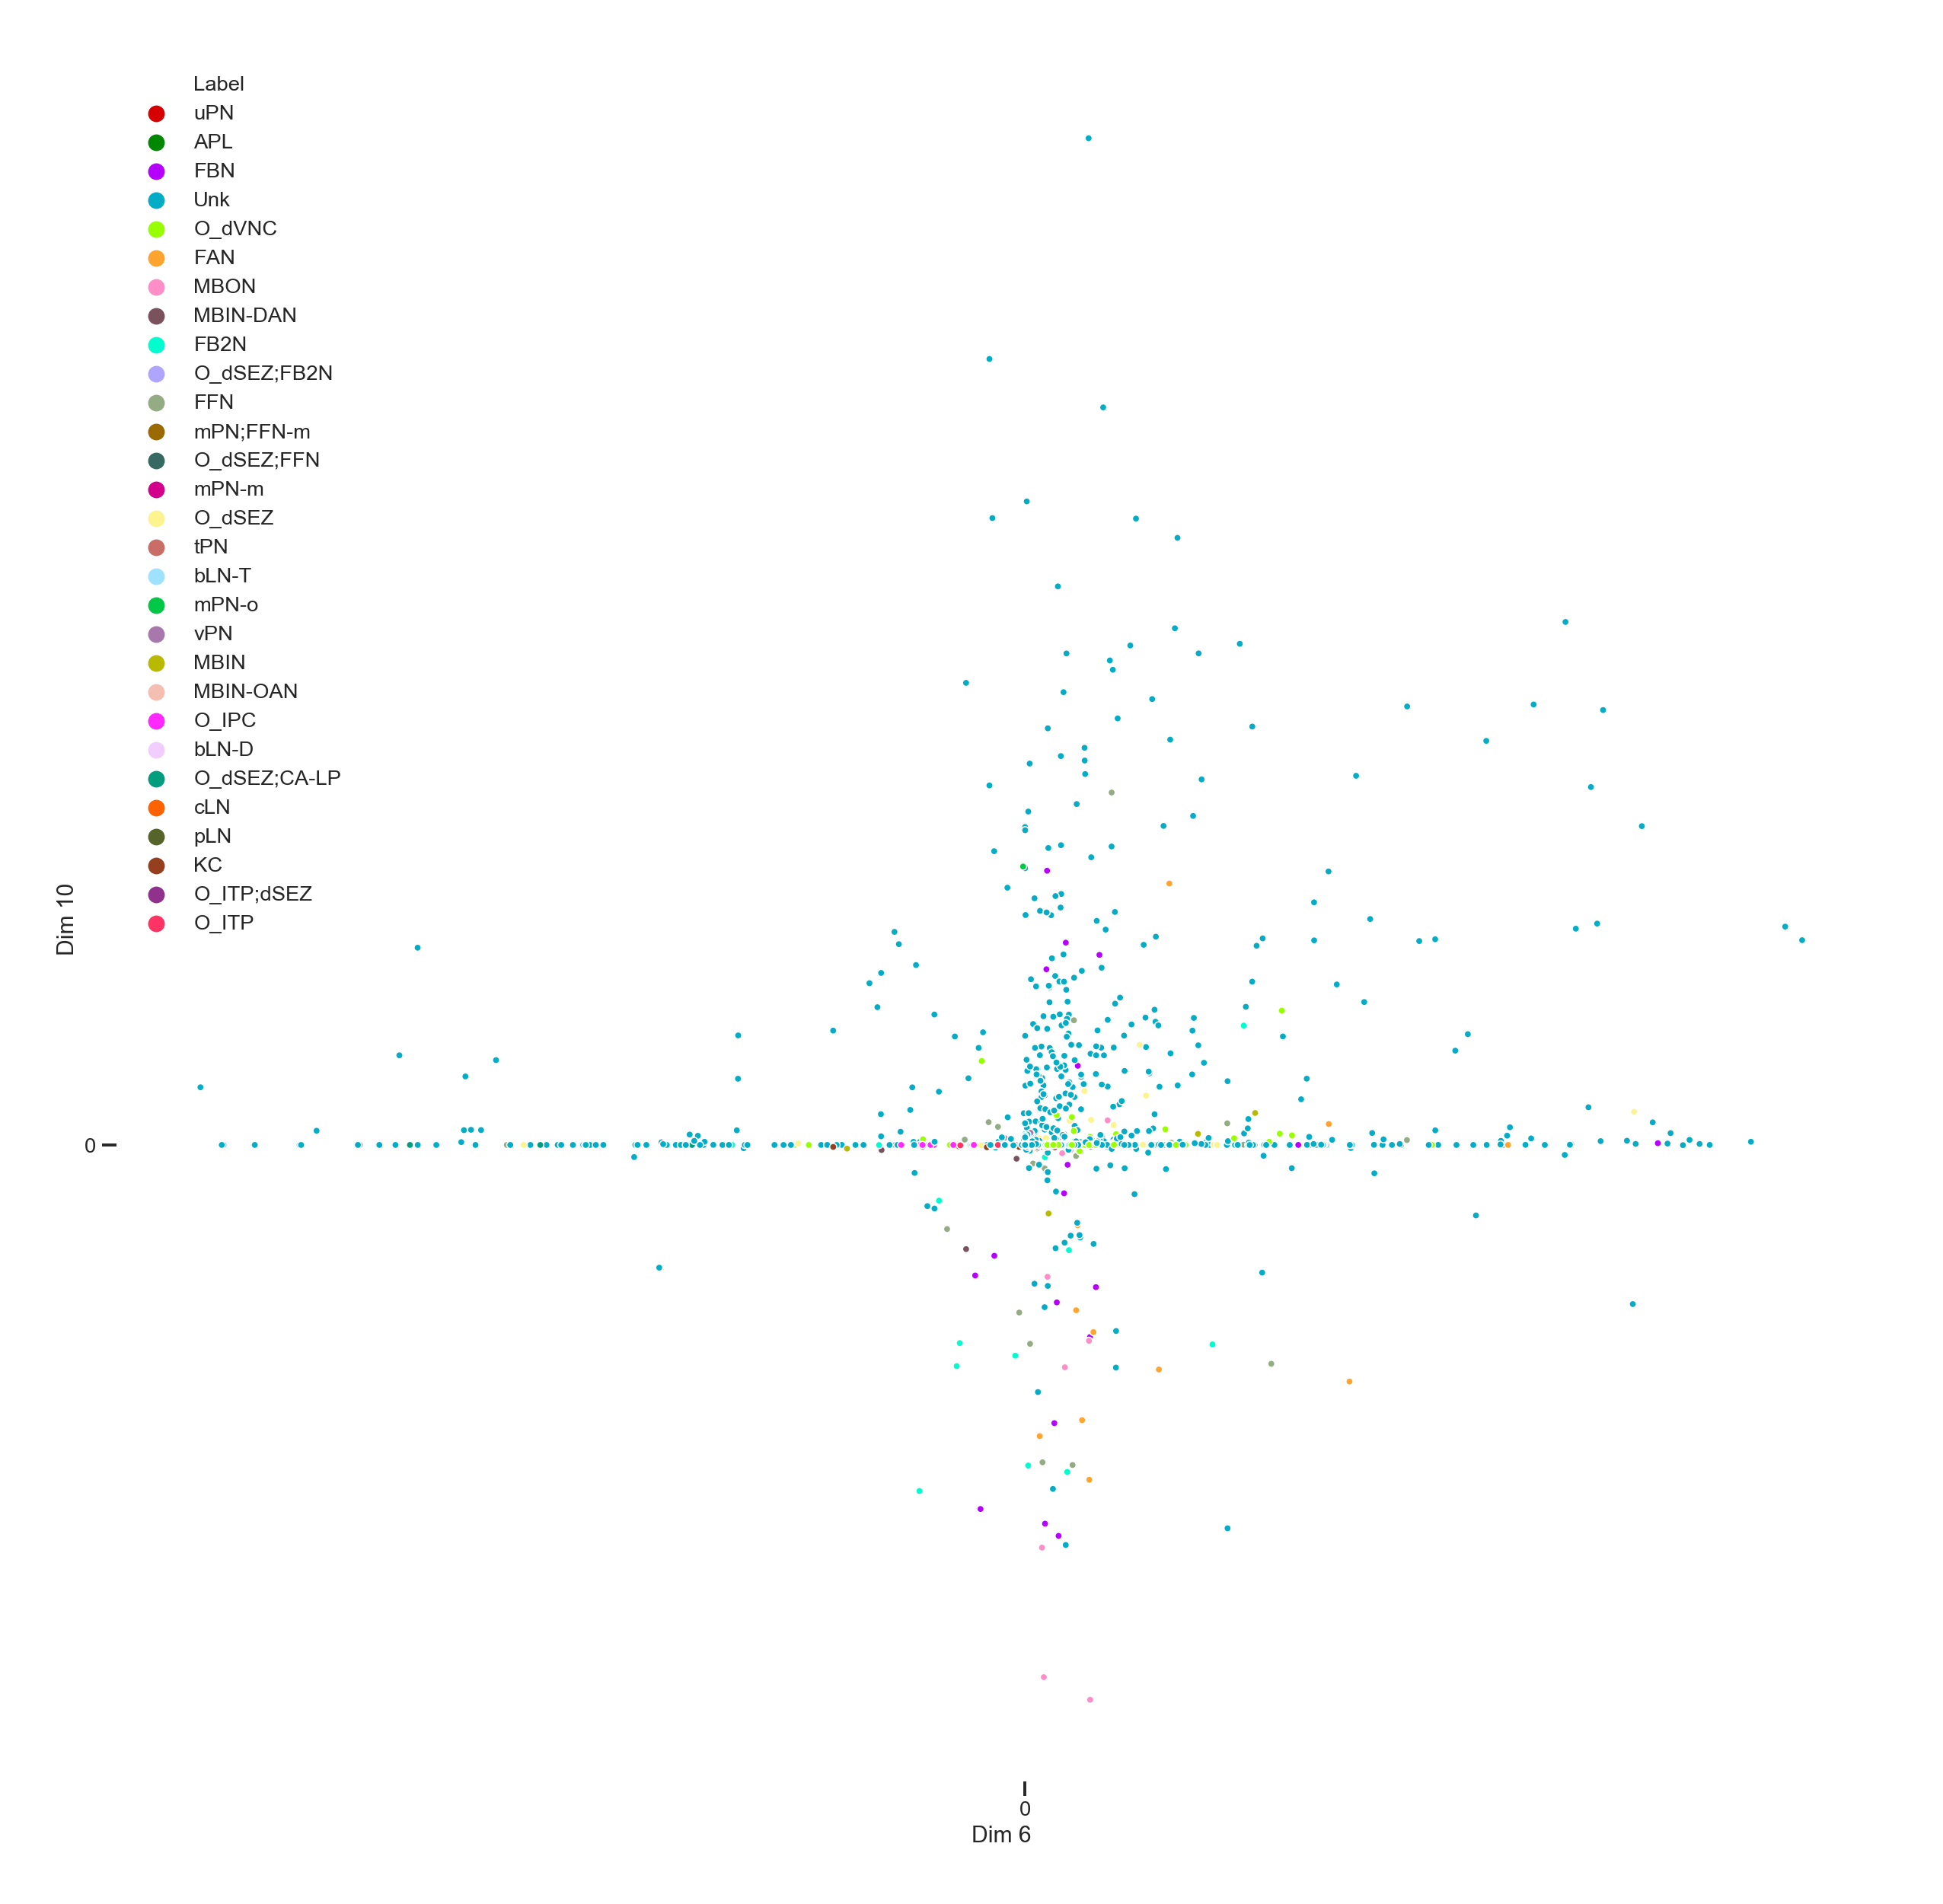 Label
uPN
APL
FBN
Unk
O_dVNC
FAN
MBON
MBIN-DAN
FB2N
O_dSEZ;FB2N
FFN
mPN;FFN-m
O_dSEZ;FFN
mPN-m
O_dSEZ
tPN
bLN-T
mPN-o
vPN
MBIN
MBIN-OAN
O_IPC
bLN-D
O_dSEZ;CA-LP
cLN
pLN
KC
O_ITP;dSEZ
O_ITP
Dim 10
0
0
Dim 6